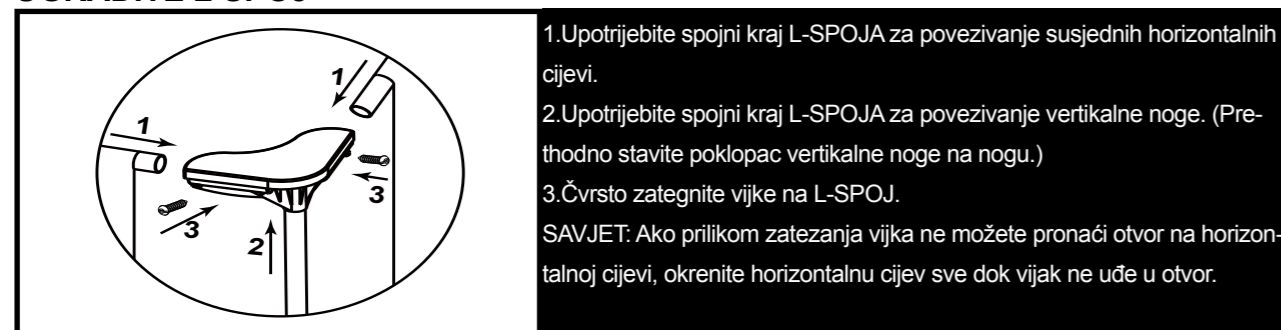 1
1
3
3
2
1.Upotrijebite spojni kraj L-SPOJA za povezivanje susjednih horizontalnih
cijevi.
2.Upotrijebite spojni kraj L-SPOJA za povezivanje vertikalne noge. (Pre-
thodno stavite poklopac vertikalne noge na nogu.)
3.Čvrsto zategnite vijke na L-SPOJ.
SAVJET: Ako prilikom zatezanja vijka ne možete pronaći otvor na horizon-
talnoj cijevi, okrenite horizontalnu cijev sve dok vijak ne uđe u otvor.